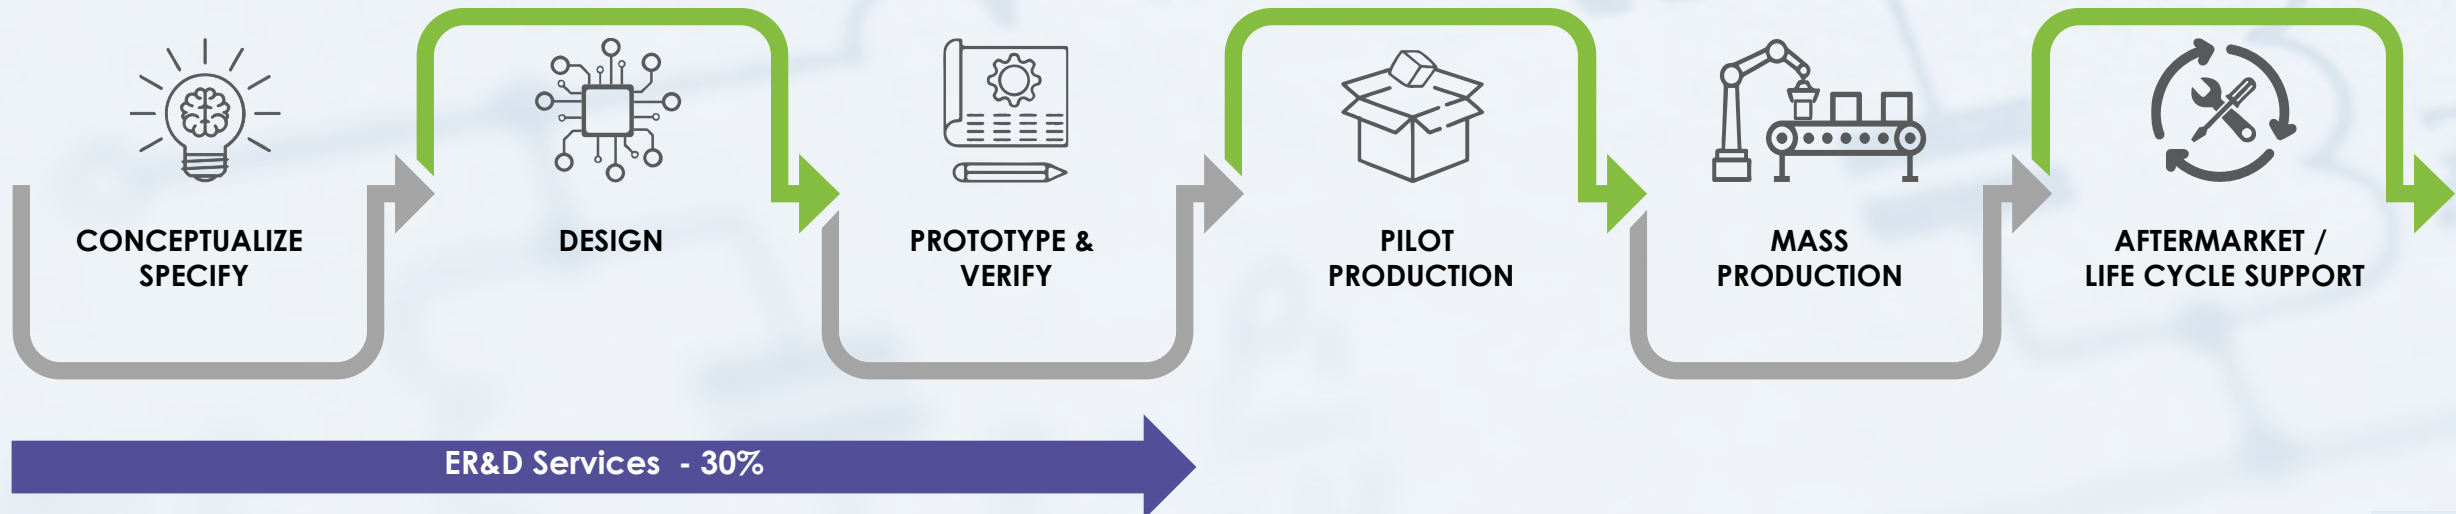 CONCEPTUALIZE
SPECIFY
DESIGN
PROTOTYPE &
VERIFY
PILOT
PRODUCTION
MASS
PRODUCTION
AFTERMARKET /
LIFE CYCLE SUPPORT
ER&D Services - 30%